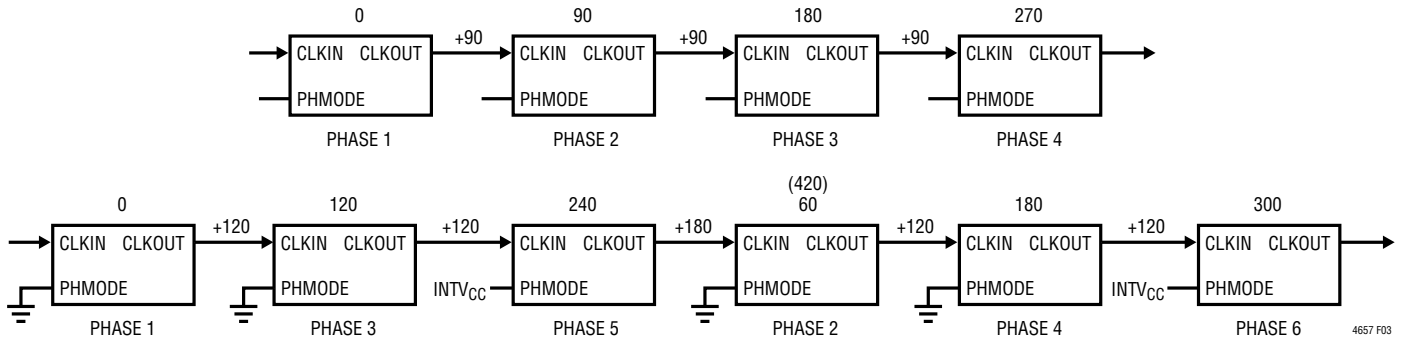 0 90 180 270
+90 +90 +90
CLKIN CLKOUT CLKIN CLKOUT CLKIN CLKOUT CLKIN CLKOUT
PHMODE PHMODE PHMODE PHMODE
PHASE 1 PHASE 2 PHASE 3 PHASE 4
(420)
0 120 240 60 180 300
+120 +120 +180 +120 +120
CLKIN CLKOUT CLKIN CLKOUT CLKIN CLKOUT CLKIN CLKOUT CLKIN CLKOUT CLKIN CLKOUT
PHMODE PHMODE INTVCC PHMODE PHMODE PHMODE INTVCC PHMODE
PHASE 1 PHASE 3 PHASE 5 PHASE 2 PHASE 4 PHASE 6 4657 F03